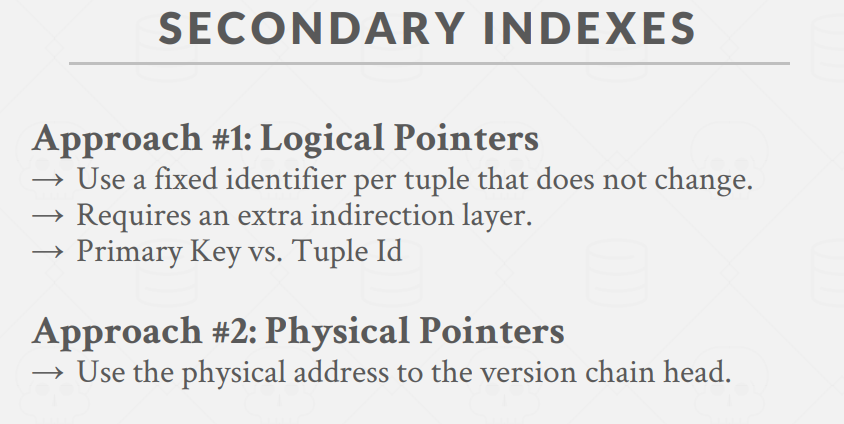 SECONDARY INDEXES
Approach #1: Logical Pointers
→ Use a fixed identifier per tuple that does not change.
→ Requires an extra indirection layer.
→ Primary Key vs. Tuple Id
Approach #2: Physical Pointers
→ Use the physical address to the version chain head.